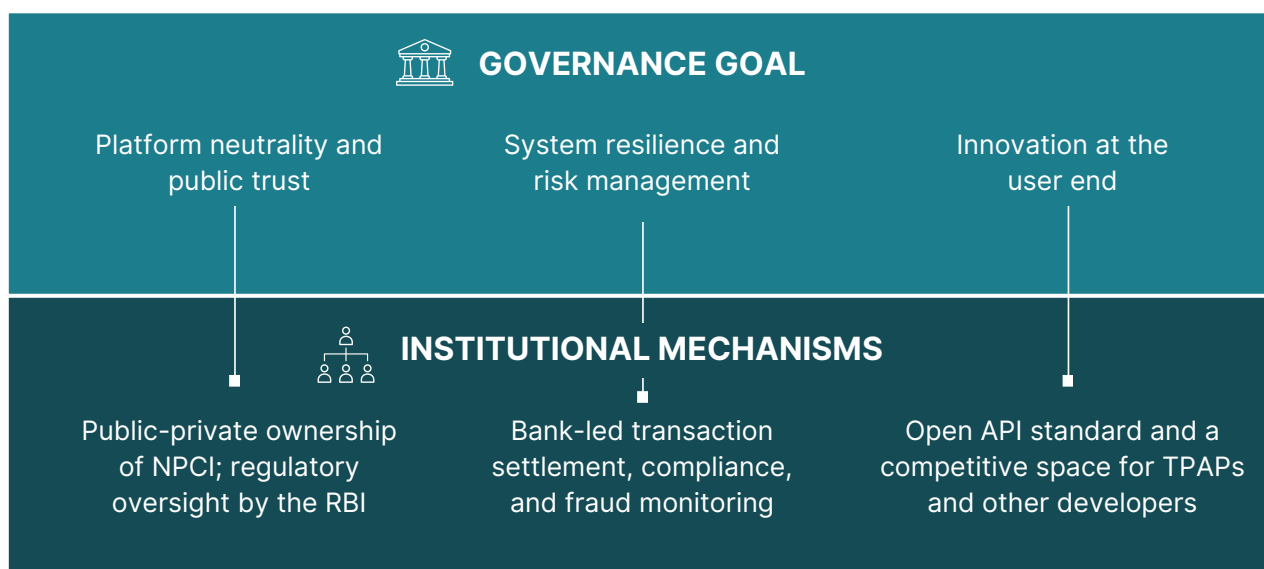 GOVERNANCE GOAL
Platform neutrality and
public trust
System resilience and
risk management
Innovation at the
user end
INSTITUTIONAL MECHANISMS
Public-private ownership
of NPCI; regulatory
oversight by the RBI
Bank-led transaction
settlement, compliance,
and fraud monitoring
Open API standard and a
competitive space for TPAPs
and other developers